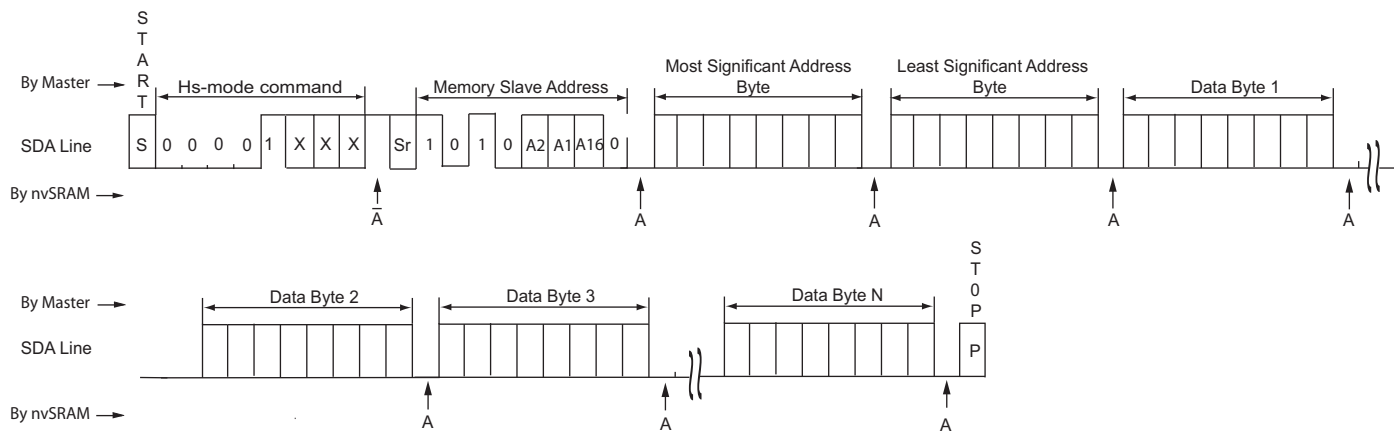 START
By Master
Hs-mode command
Memory Slave Address
Most Significant Address
Byte
Least Significant Address
Byte
Data Byte 1
SDA Line
S 0 0 0 0 1 X X X Sr 1 0 1 0 A2 A1 A16 0
By nvSRAM
A̅ A A A A
STOP
By Master
Data Byte 2
Data Byte 3
Data Byte N
SDA Line
P
By nvSRAM
A A A